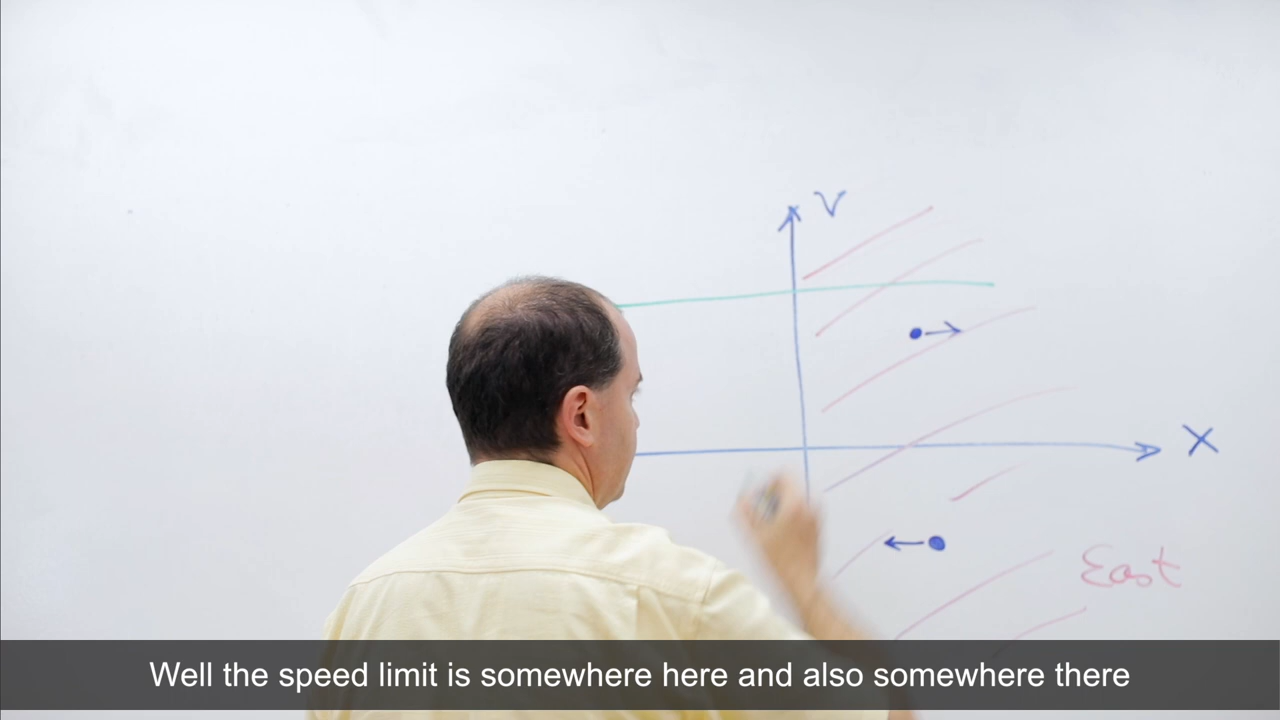 V
X
East
Well the speed limit is somewhere here and also somewhere there